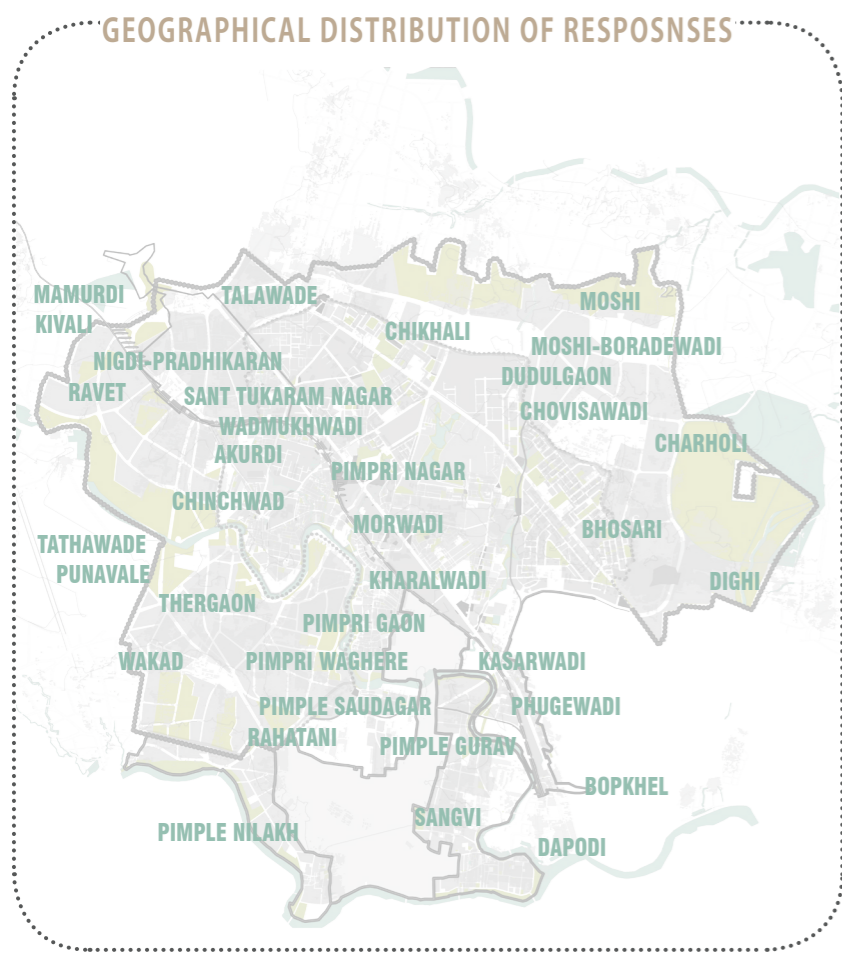 GEOGRAPHICAL DISTRIBUTION OF RESPOSNSES
MAMURDI
KIVALI
TALAWADE
MOSHI
CHIKHALI
MOSHI-BORADEWADI
NIGDI-PRADHIKARAN
DUDULGAON
RAVET
SANT TUKARAM NAGAR
CHOVISAWADI
WADMUKHWADI
CHARHOLI
AKURDI
PIMPRI NAGAR
CHINCHWAD
MORWADI
BHOSARI
TATHAWADE
PUNAVALE
KHARALWADI
DIGHI
THERGAON
PIMPRI GAON
WAKAD
PIMPRI WAGHERE
KASARWADI
PIMPLE SAUDAGAR
PHUGEWADI
RAHATANI
PIMPLE GURAV
BOPKHEL
SANGVI
PIMPLE NILAKH
DAPODI